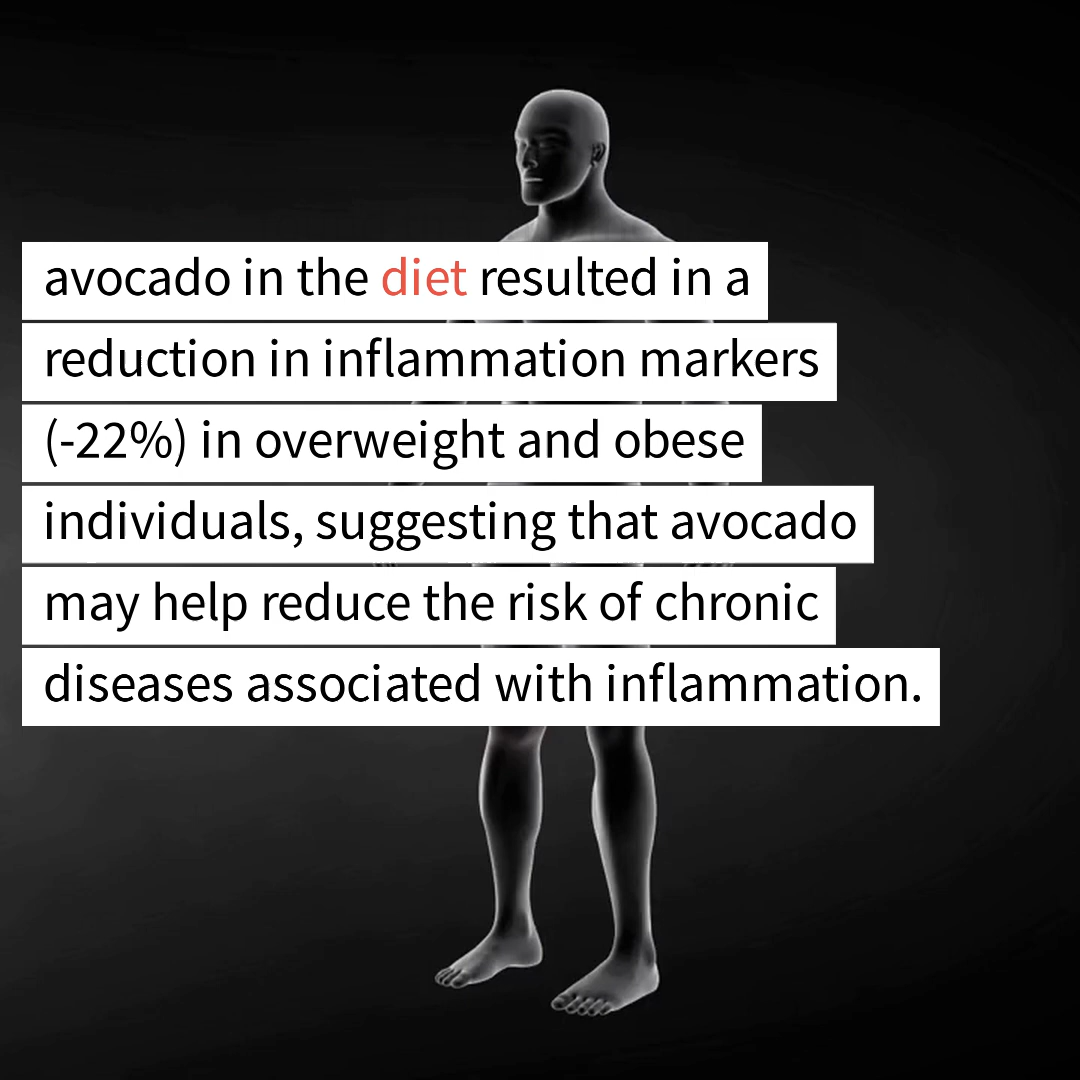 avocado in the diet resulted in a
reduction in inflammation markers
(-22%) in overweight and obese
individuals, suggesting that avocado
may help reduce the risk of chronic
diseases associated with inflammation.